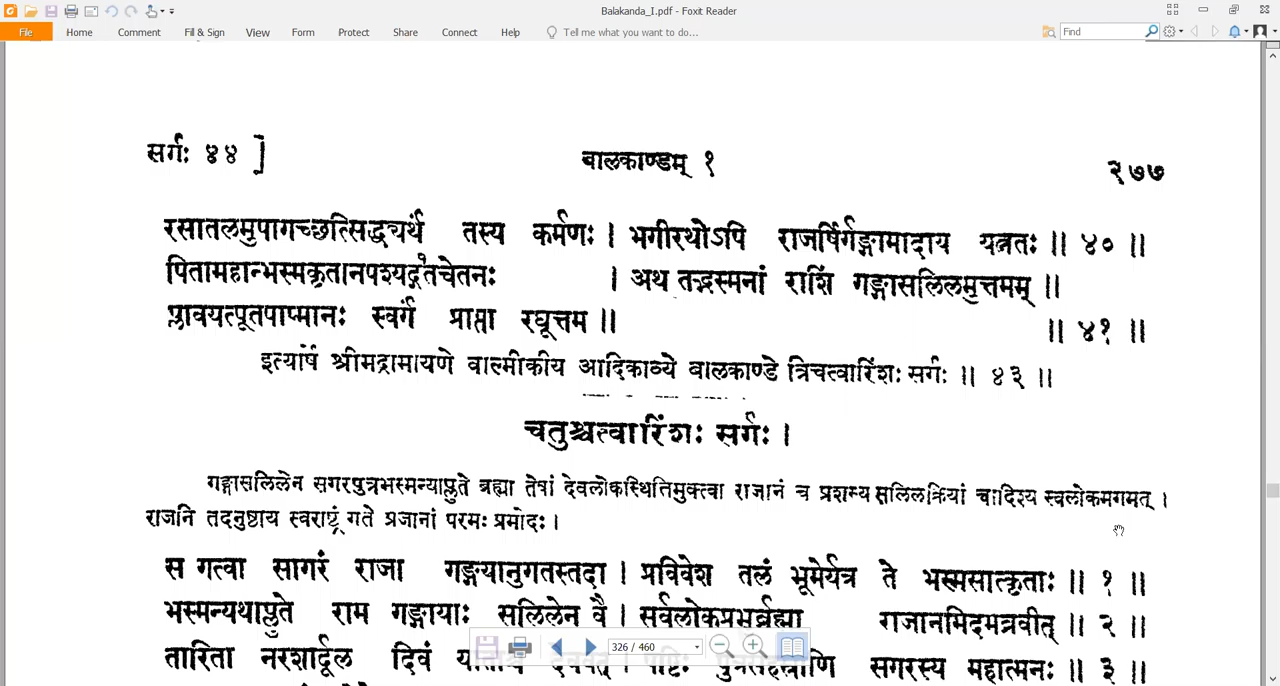 Balakanda_I.pdf - Foxit Reader
File Home Comment Fill & Sign View Form Protect Share Connect Help Tell me what you want to do... Find
सर्गः ४४ ] बालकाण्डम् १ २७७
रसातलमुपागच्छत्सिद्ध्यर्थं तस्य कर्मणः । भगीरथोऽपि राजर्षिर्गङ्गामादाय यत्नतः ॥ ४० ॥
पितामहान्भस्मकृतानपश्यद्गतचेतनः । अथ तद्भस्मनां राशिं गङ्गासलिलमुत्तमम् ॥
प्लावयत्पूतपाप्मानः स्वर्गं प्राप्ता रघूत्तम ॥ ॥ ४१ ॥
इत्यार्षे श्रीमद्रामायणे वाल्मीकीय आदिकाव्ये बालकाण्डे त्रिचत्वारिंशः सर्गः ॥ ४३ ॥
चतुश्चत्वारिंशः सर्गः ।
गङ्गासलिलेन सगरपुत्रभस्मन्याप्लुते ब्रह्मा तेषां देवलोकस्थितिमुक्त्वा राजानं च प्रशस्य सलिलक्रियां चादिश्य स्वलोकमगमत् ।
राजनि तदनुष्ठाय स्वराष्ट्रं गते प्रजानां परमः प्रमोदः ।
स गत्वा सागरं राजा गङ्गयानुगतस्तदा । प्रविवेश तलं भूमेर्यत्र ते भस्मसात्कृताः ॥ १ ॥
भस्मन्यथाप्लुते राम गङ्गायाः सलिलेन वै । सर्वलोकप्रभुर्ब्रह्मा राजानमिदमब्रवीत् ॥ २ ॥
तारिता नरशार्दूल दिवं सगरस्य महात्मनः ॥ ३ ॥
326 / 460